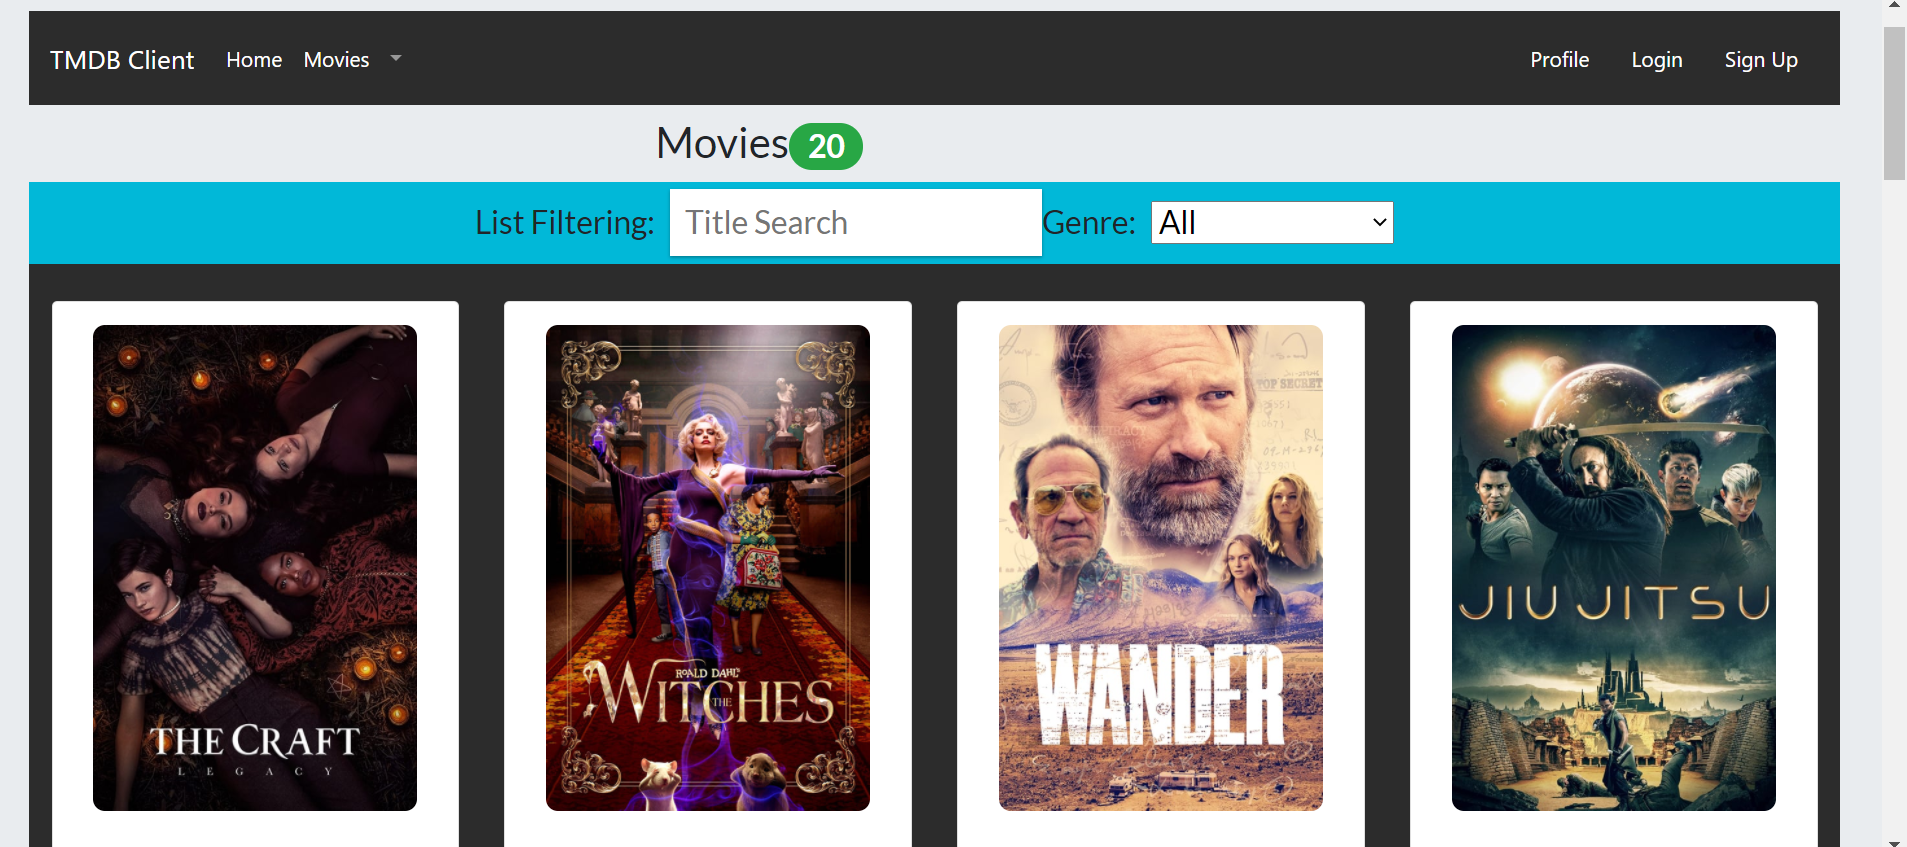 TMDB Client Home Movies Profile Login Sign Up
Movies 20
List Filtering: Title Search Genre: All
THE CRAFT
LEGACY
ROALD DAHL'S
THE WITCHES
TOP SECRET
WANDER
JIU JITSU